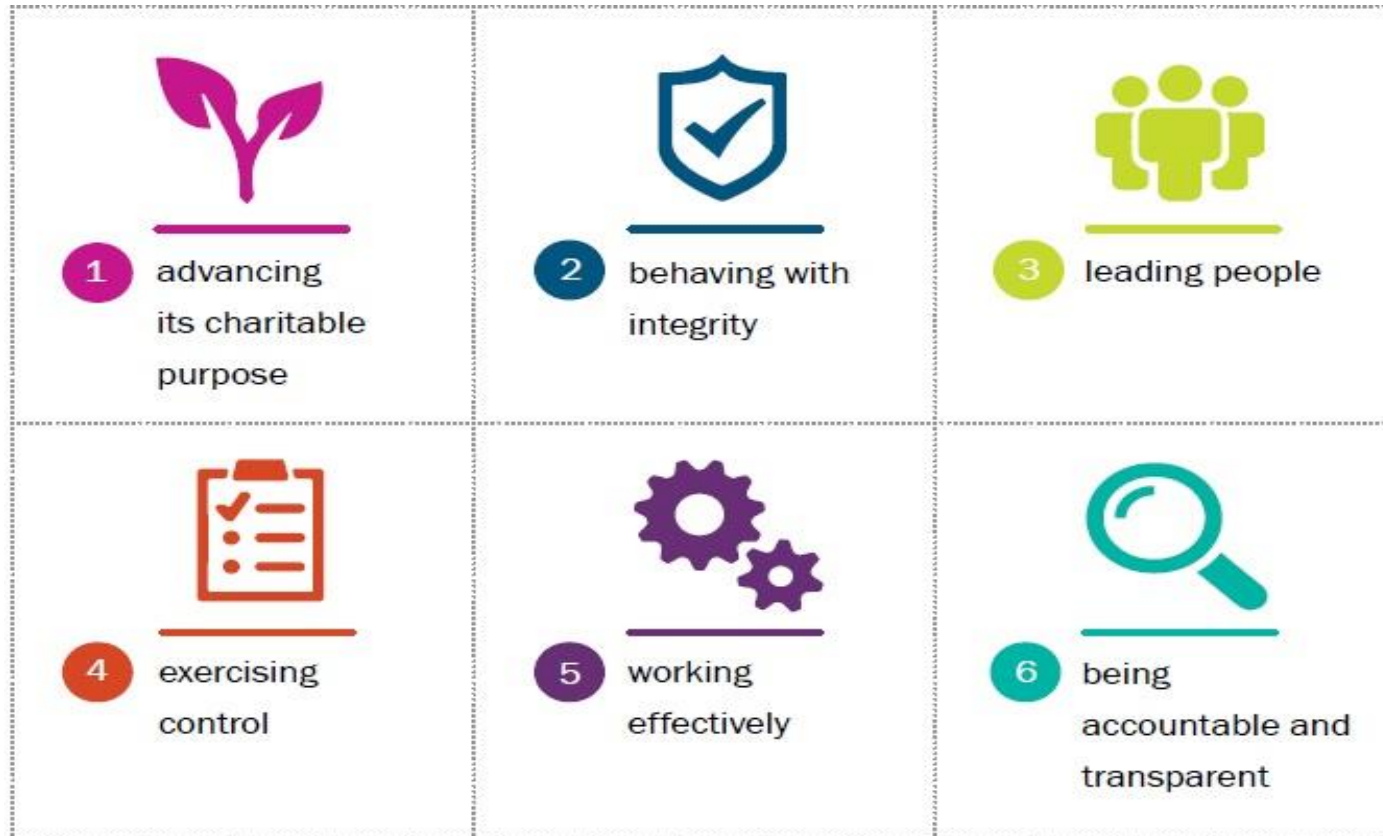 1
advancing
its charitable
purpose
2
behaving with
integrity
3
leading people
4
exercising
control
5
working
effectively
6
being
accountable and
transparent